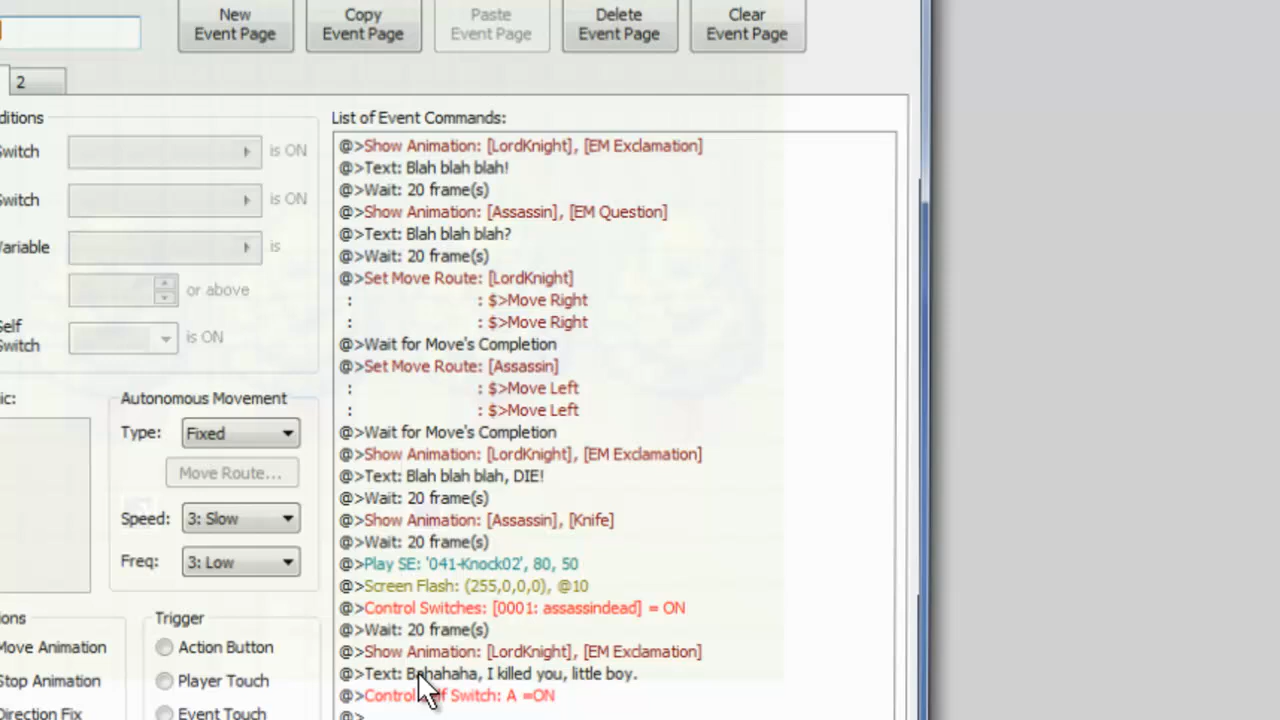 New
Event Page
Copy
Event Page
Paste
Event Page
Delete
Event Page
Clear
Event Page
2
ditions
List of Event Commands:
Switch is ON
Switch is ON
Variable is
or above
Self
Switch is ON
ic:
Autonomous Movement
Type: Fixed
Move Route...
Speed: 3: Slow
Freq: 3: Low
ions
Trigger
Move Animation
Action Button
Stop Animation
Player Touch
Direction Fix
Event Touch
@>Show Animation: [LordKnight], [EM Exclamation]
@>Text: Blah blah blah!
@>Wait: 20 frame(s)
@>Show Animation: [Assassin], [EM Question]
@>Text: Blah blah blah?
@>Wait: 20 frame(s)
@>Set Move Route: [LordKnight]
: : $>Move Right
: : $>Move Right
@>Wait for Move's Completion
@>Set Move Route: [Assassin]
: : $>Move Left
: : $>Move Left
@>Wait for Move's Completion
@>Show Animation: [LordKnight], [EM Exclamation]
@>Text: Blah blah blah, DIE!
@>Wait: 20 frame(s)
@>Show Animation: [Assassin], [Knife]
@>Wait: 20 frame(s)
@>Play SE: '041-Knock02', 80, 50
@>Screen Flash: (255,0,0,0), @10
@>Control Switches: [0001: assassindead] = ON
@>Wait: 20 frame(s)
@>Show Animation: [LordKnight], [EM Exclamation]
@>Text: Bahahaha, I killed you, little boy.
@>Control Self Switch: A =ON
@>